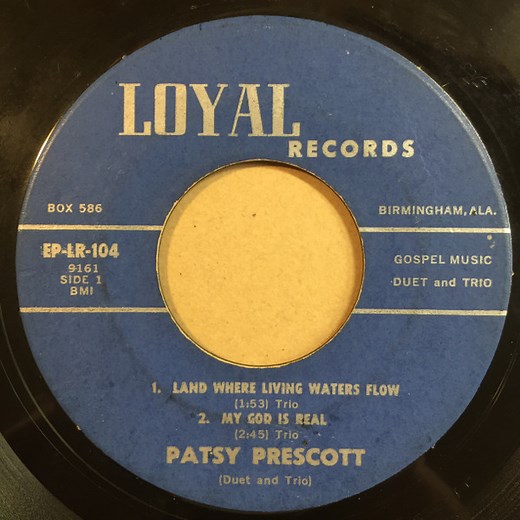 LOYAL
RECORDS
BOX 586
BIRMINGHAM, ALA.
EP-LR-104
9161
SIDE 1
BMI
GOSPEL MUSIC
DUET and TRIO
1. LAND WHERE LIVING WATERS FLOW
(1:53) Trio
2. MY GOD IS REAL
(2:45) Trio
PATSY PRESCOTT
(Duet and Trio)